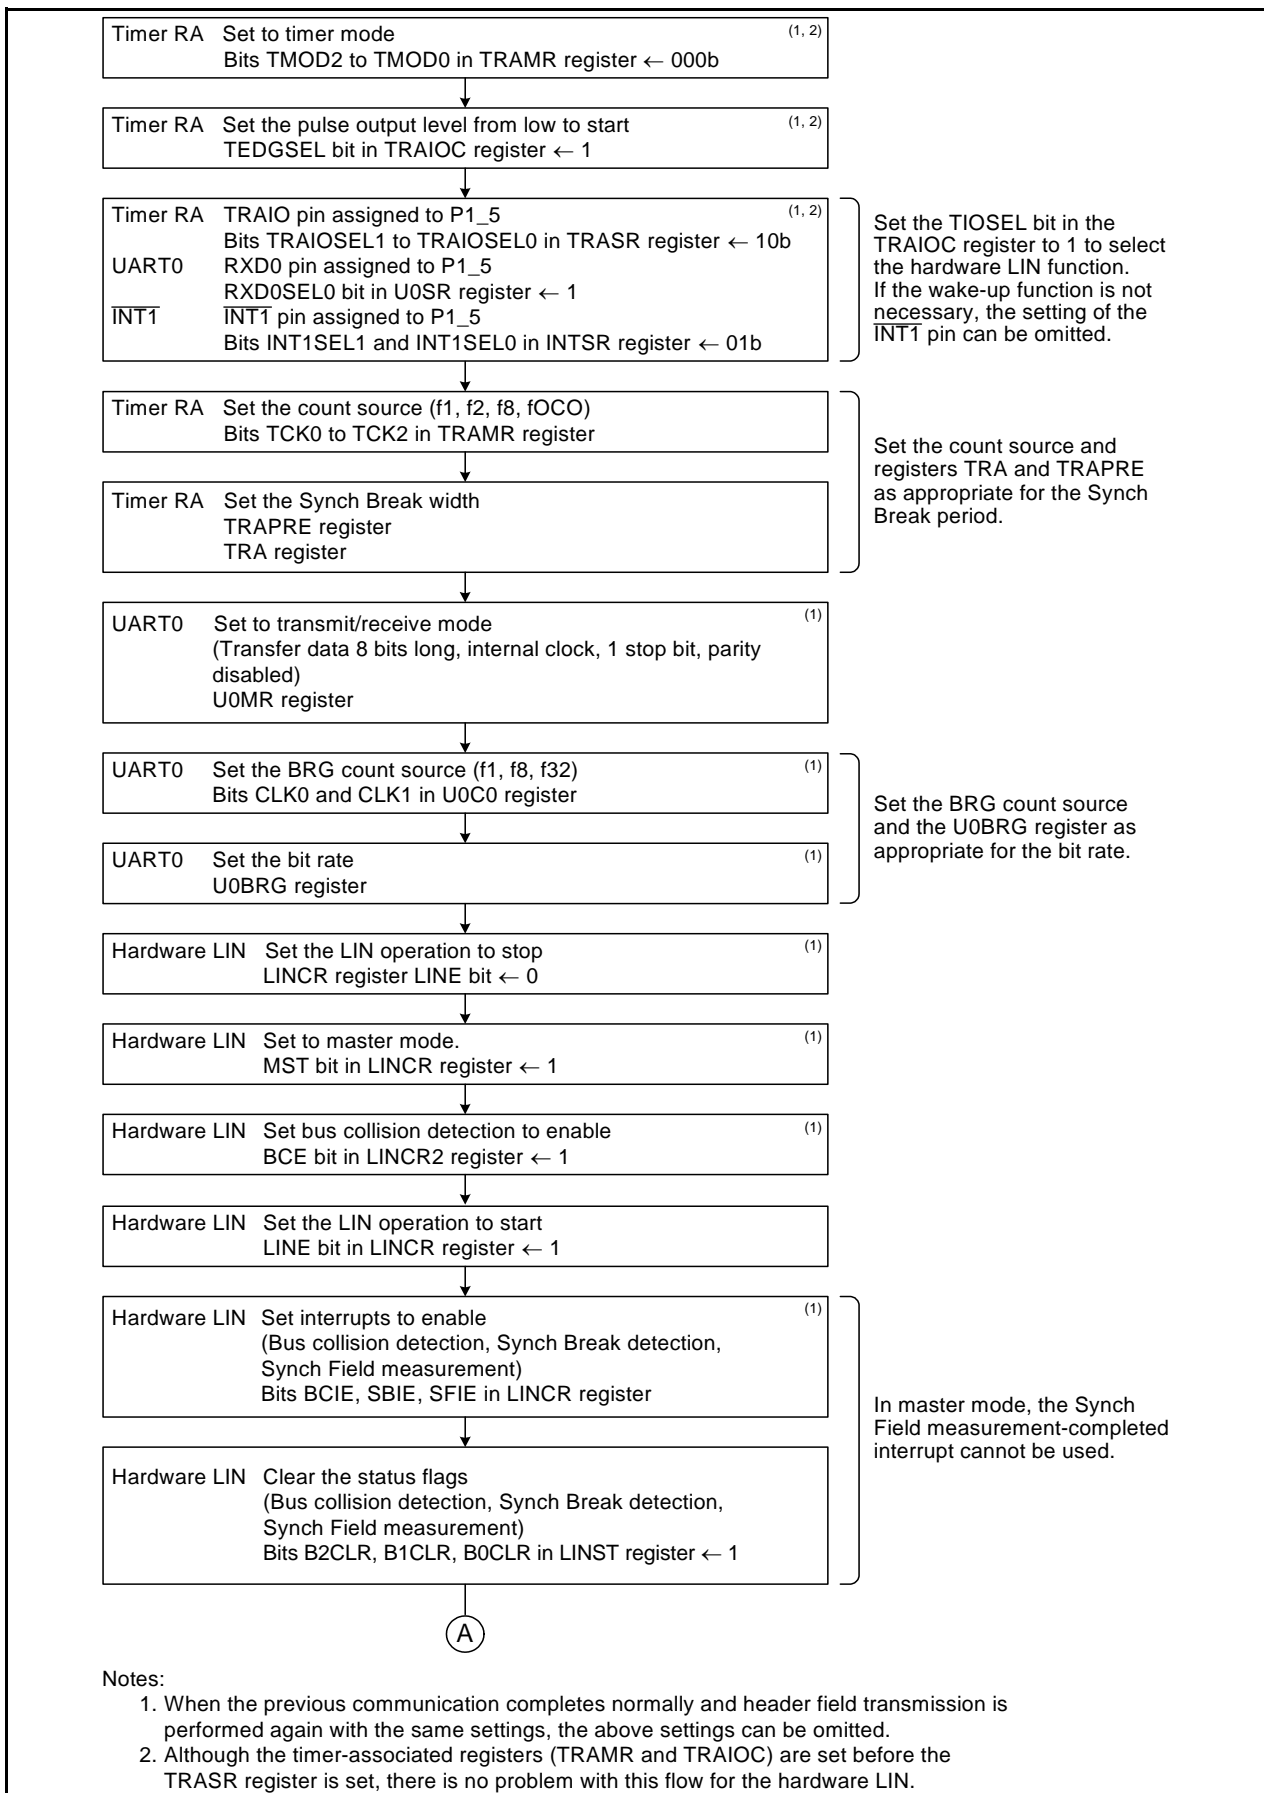 Timer RA Set to timer mode (1, 2)
Bits TMOD2 to TMOD0 in TRAMR register ← 000b
Timer RA Set the pulse output level from low to start (1, 2)
TEDGSEL bit in TRAIOC register ← 1
Timer RA TRAIO pin assigned to P1_5 (1, 2)
Bits TRAIOSEL1 to TRAIOSEL0 in TRASR register ← 10b
UART0 RXD0 pin assigned to P1_5
RXD0SEL0 bit in U0SR register ← 1
INT1 INT1 pin assigned to P1_5
Bits INT1SEL1 and INT1SEL0 in INTSR register ← 01b
Set the TIOSEL bit in the
TRAIOC register to 1 to select
the hardware LIN function.
If the wake-up function is not
necessary, the setting of the
INT1 pin can be omitted.
Timer RA Set the count source (f1, f2, f8, fOCO)
Bits TCK0 to TCK2 in TRAMR register
Timer RA Set the Synch Break width
TRAPRE register
TRA register
Set the count source and
registers TRA and TRAPRE
as appropriate for the Synch
Break period.
UART0 Set to transmit/receive mode (1)
(Transfer data 8 bits long, internal clock, 1 stop bit, parity
disabled)
U0MR register
UART0 Set the BRG count source (f1, f8, f32) (1)
Bits CLK0 and CLK1 in U0C0 register
UART0 Set the bit rate (1)
U0BRG register
Set the BRG count source
and the U0BRG register as
appropriate for the bit rate.
Hardware LIN Set the LIN operation to stop (1)
LINCR register LINE bit ← 0
Hardware LIN Set to master mode. (1)
MST bit in LINCR register ← 1
Hardware LIN Set bus collision detection to enable (1)
BCE bit in LINCR2 register ← 1
Hardware LIN Set the LIN operation to start
LINE bit in LINCR register ← 1
Hardware LIN Set interrupts to enable (1)
(Bus collision detection, Synch Break detection,
Synch Field measurement)
Bits BCIE, SBIE, SFIE in LINCR register
Hardware LIN Clear the status flags
(Bus collision detection, Synch Break detection,
Synch Field measurement)
Bits B2CLR, B1CLR, B0CLR in LINST register ← 1
In master mode, the Synch
Field measurement-completed
interrupt cannot be used.
A
Notes:
1. When the previous communication completes normally and header field transmission is
performed again with the same settings, the above settings can be omitted.
2. Although the timer-associated registers (TRAMR and TRAIOC) are set before the
TRASR register is set, there is no problem with this flow for the hardware LIN.